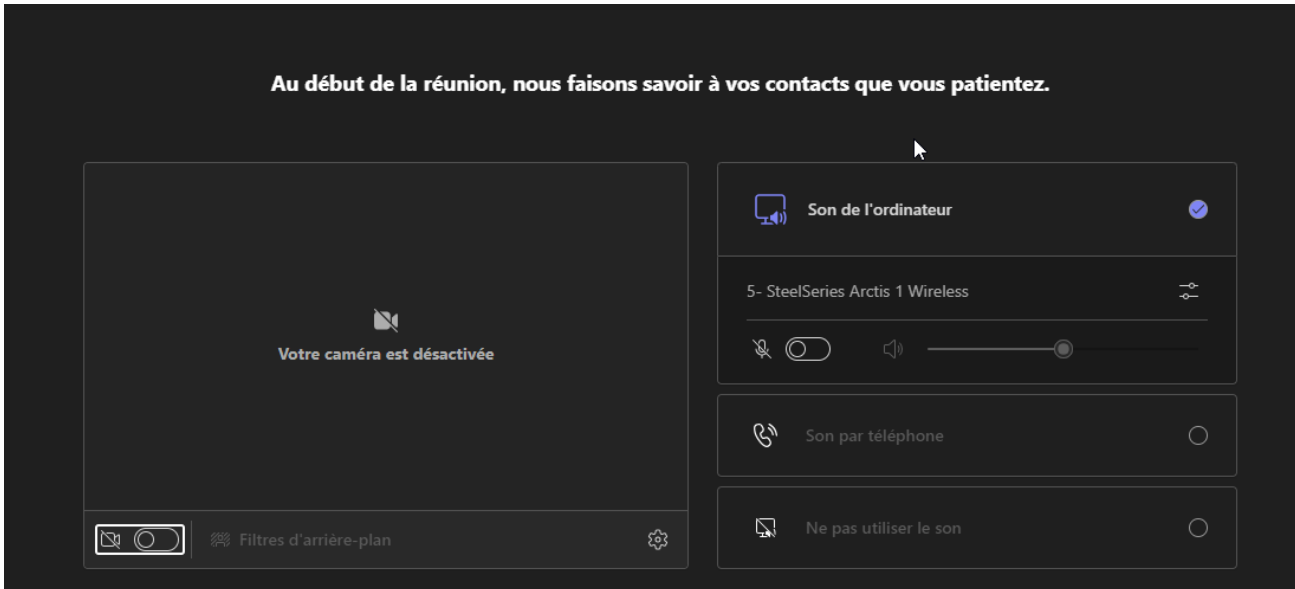 Au début de la réunion, nous faisons savoir à vos contacts que vous patientez.
Votre caméra est désactivée
Filtres d'arrière-plan
Son de l'ordinateur
5- SteelSeries Arctis 1 Wireless
Son par téléphone
Ne pas utiliser le son